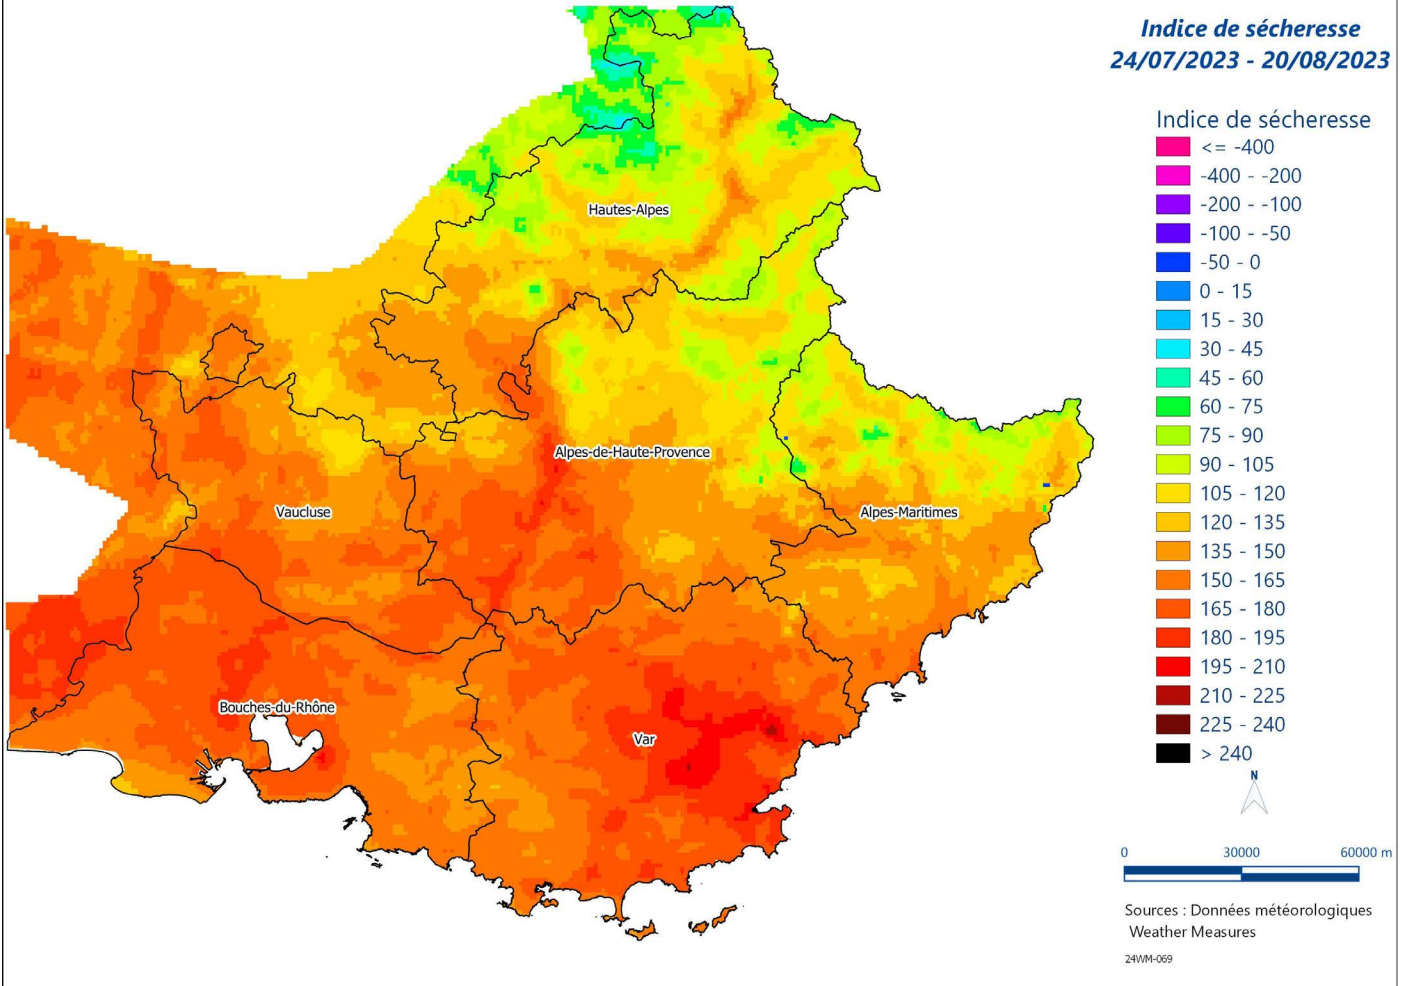 Indice de sécheresse
24/07/2023 - 20/08/2023
Indice de sécheresse
<= -400
-400 - -200
-200 - -100
-100 - -50
-50 - 0
0 - 15
15 - 30
30 - 45
45 - 60
60 - 75
75 - 90
90 - 105
105 - 120
120 - 135
135 - 150
150 - 165
165 - 180
180 - 195
195 - 210
210 - 225
225 - 240
> 240
Hautes-Alpes
Alpes-de-Haute-Provence
Vaucluse
Alpes-Maritimes
Bouches-du-Rhône
Var
N
0 30000 60000 m
Sources : Données météorologiques
Weather Measures
24WM-069